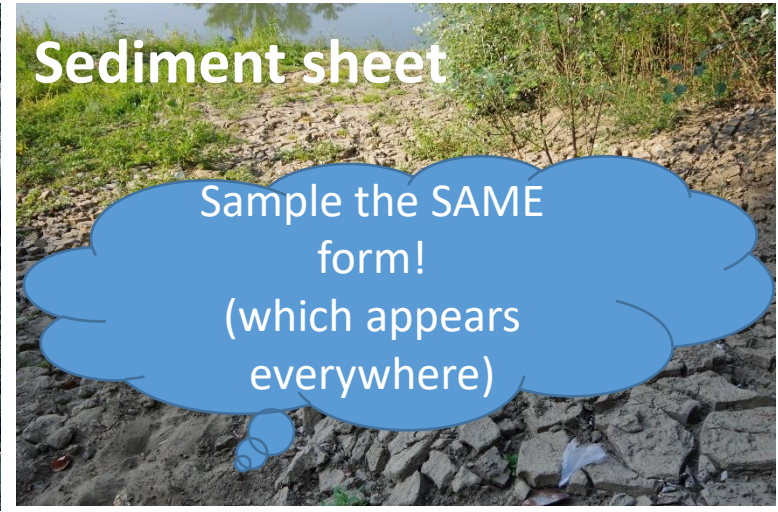 Sediment sheet
Sample the SAME
form!
(which appears
everywhere)